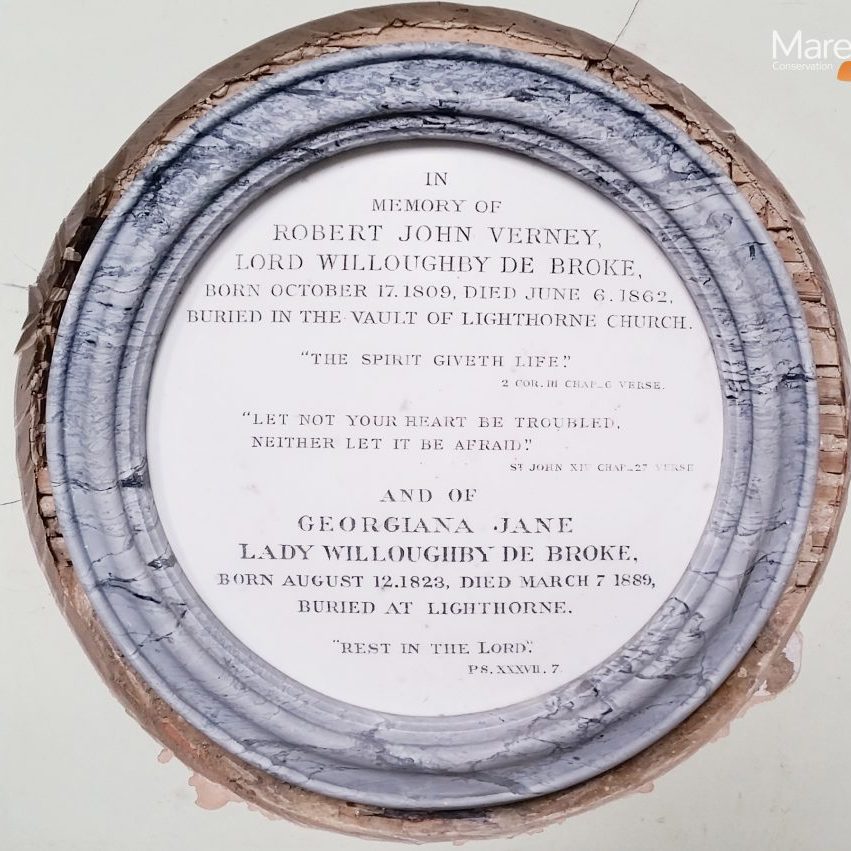 Mare
Conservation
IN
MEMORY OF
ROBERT JOHN VERNEY,
LORD WILLOUGHBY DE BROKE,
BORN OCTOBER 17.1809, DIED JUNE 6.1862,
BURIED IN THE VAULT OF LIGHTHORNE CHURCH.
"THE SPIRIT GIVETH LIFE."
2 COR. III CHAP. 6 VERSE.
"LET NOT YOUR HEART BE TROUBLED,
NEITHER LET IT BE AFRAID."
ST JOHN XIV CHAP. 27 VERSE
AND OF
GEORGIANA JANE
LADY WILLOUGHBY DE BROKE,
BORN AUGUST 12.1823, DIED MARCH 7 1889,
BURIED AT LIGHTHORNE.
"REST IN THE LORD".
PS. XXXVII. 7.